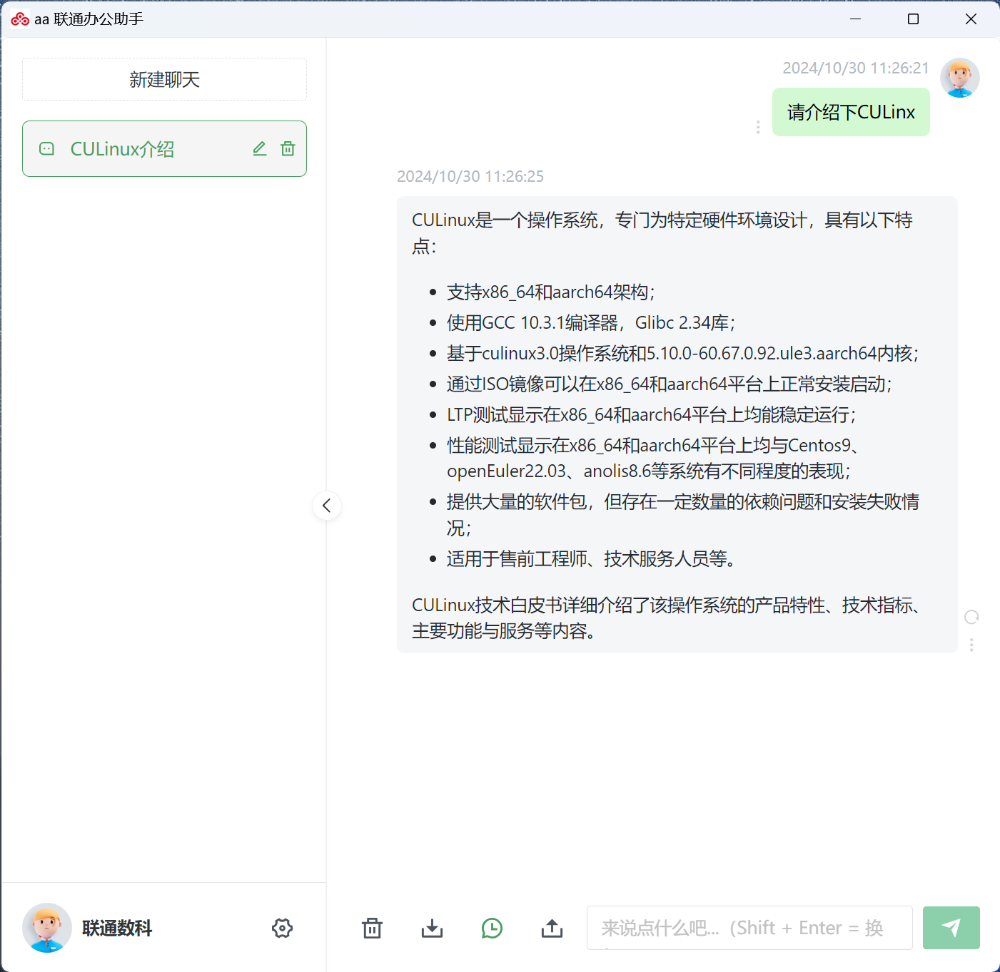 aa 联通办公助手
新建聊天
CULinux介绍
2024/10/30 11:26:21
请介绍下CULinx
2024/10/30 11:26:25
CULinux是一个操作系统，专门为特定硬件环境设计，具有以下特
点：
支持x86_64和aarch64架构；
使用GCC 10.3.1编译器，Glibc 2.34库；
基于culinux3.0操作系统和5.10.0-60.67.0.92.ule3.aarch64内核；
通过ISO镜像可以在x86_64和aarch64平台上正常安装启动；
LTP测试显示在x86_64和aarch64平台上均能稳定运行；
性能测试显示在x86_64和aarch64平台上均与Centos9、
openEuler22.03、anolis8.6等系统有不同程度的表现；
提供大量的软件包，但存在一定数量的依赖问题和安装失败情
况；
适用于售前工程师、技术服务人员等。
CULinux技术白皮书详细介绍了该操作系统的产品特性、技术指标、
主要功能与服务等内容。
联通数科
来说点什么吧...（Shift + Enter = 换